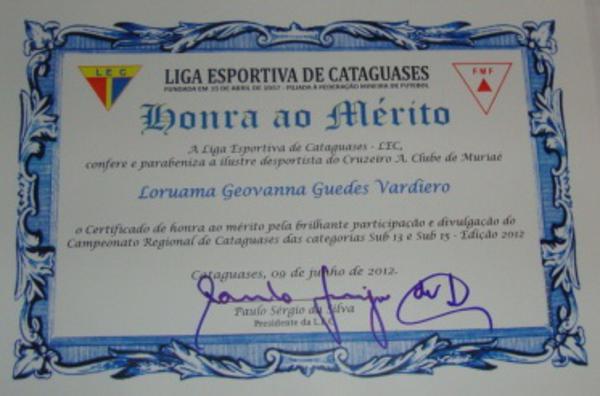 LEC
LIGA ESPORTIVA DE CATAGUASES
FUNDADA EM 15 DE ABRIL DE 1957 - FILIADA À FEDERAÇÃO MINEIRA DE FUTEBOL
FMF
Honra ao Mérito
A Liga Esportiva de Cataguases - LEC,
confere e parabeniza a ilustre desportista do Cruzeiro A. Clube de Muriaé
Loruama Geovanna Guedes Vardiero
o Certificado de honra ao mérito pela brilhante participação e divulgação do
Campeonato Regional de Cataguases das categorias Sub 13 e Sub 15 - Edição 2012
Cataguases, 09 de junho de 2012.
Paulo Sérgio da Silva
Presidente da L.E.C